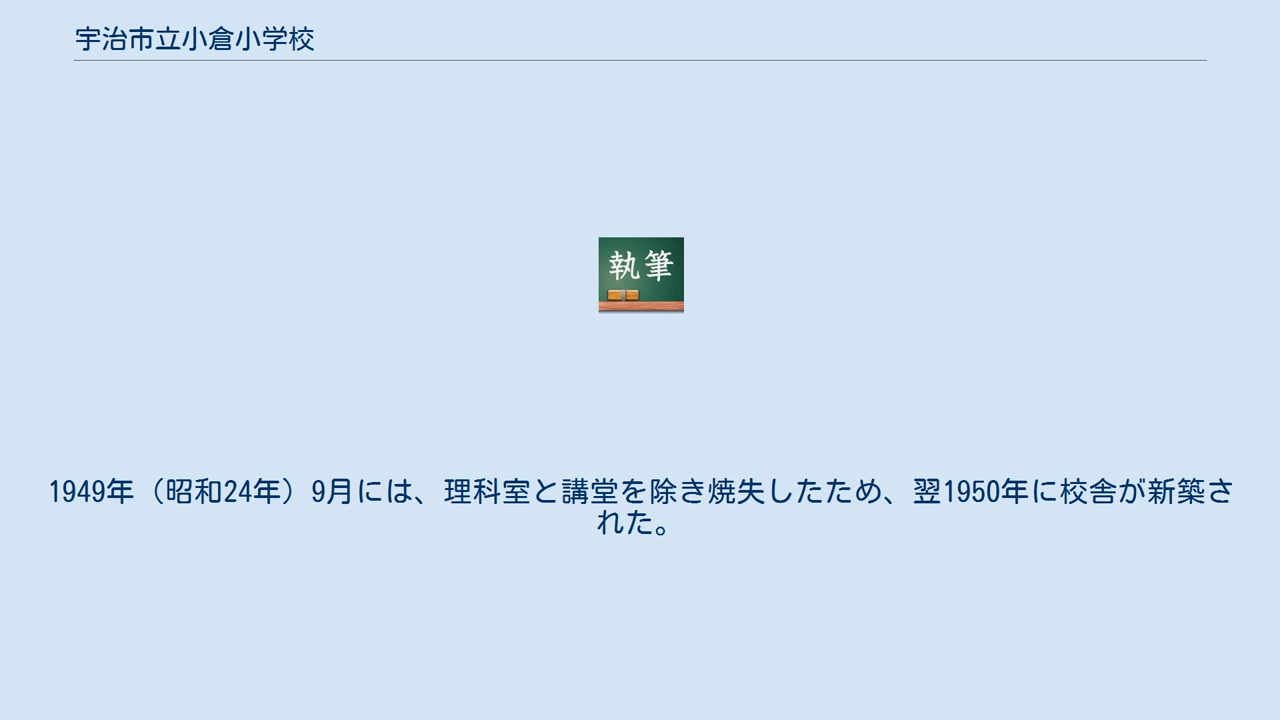 宇治市立小倉小学校
執筆
1949年（昭和24年）9月には、理科室と講堂を除き焼失したため、翌1950年に校舎が新築さ
れた。